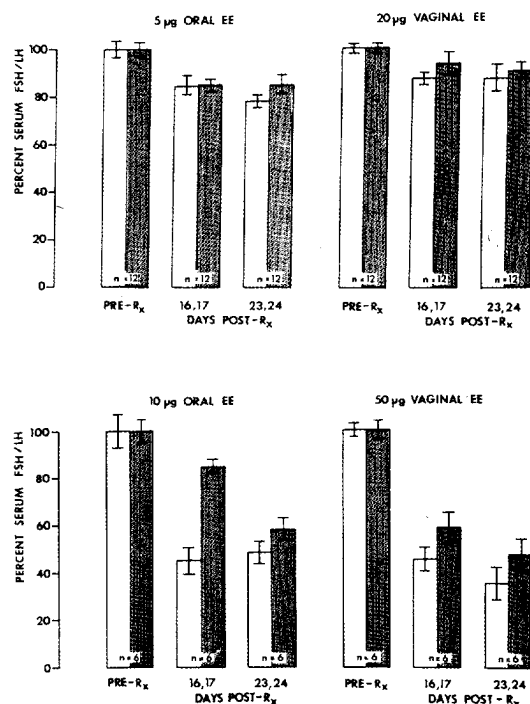 5 µg ORAL EE
20 µg VAGINAL EE
PERCENT SERUM FSH/LH
100
80
60
40
20
0
n = 12
n = 12
n = 12
n = 12
n = 12
n = 12
PRE-Rx
16,17
23,24
PRE-Rx
16,17
23,24
DAYS POST-Rx
DAYS POST-Rx
10 µg ORAL EE
50 µg VAGINAL EE
PERCENT SERUM FSH/LH
100
80
60
40
20
0
n = 6
n = 6
n = 6
n = 6
n = 6
n = 6
PRE-Rx
16,17
23,24
PRE-Rx
16,17
23,24
DAYS POST-Rx
DAYS POST-Rx